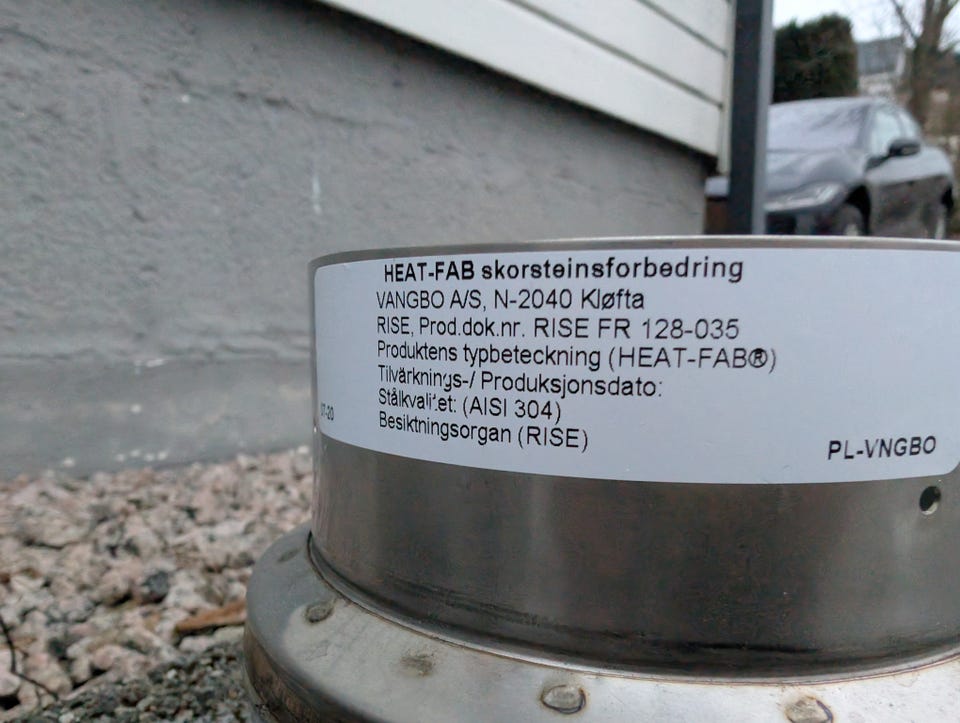 HEAT-FAB skorsteinsforbedring
VANGBO A/S, N-2040 Kløfta
RISE, Prod.dok.nr. RISE FR 128-035
Produktens typbeteckning (HEAT-FAB®)
Tilvärknings-/ Produksjonsdato:
Stålkvalitet: (AISI 304)
Besiktningsorgan (RISE)
PL-VNGBO